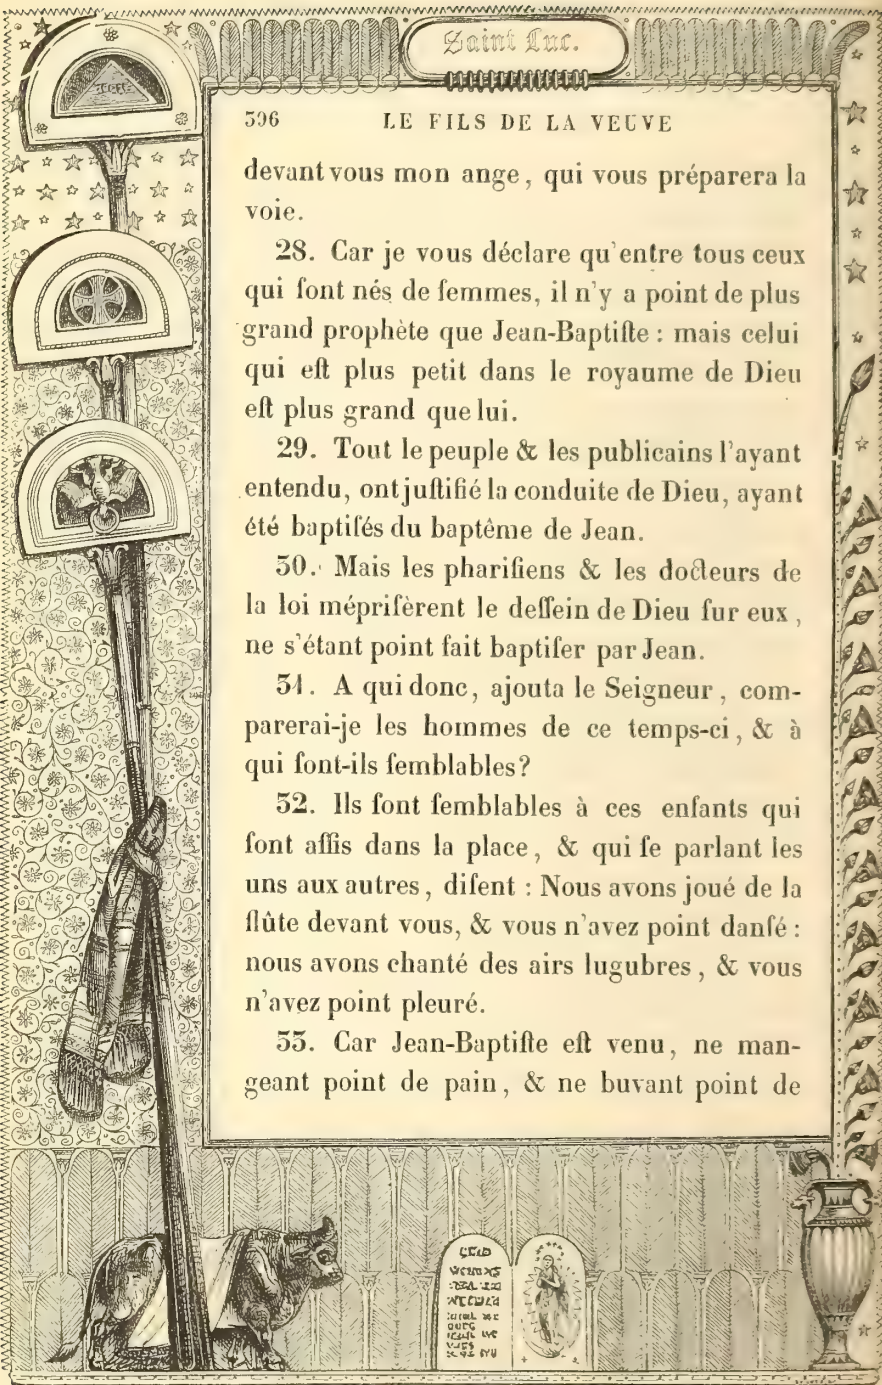 Saint Luc.
396 LE FILS DE LA VEUVE
devant vous mon ange, qui vous préparera la
voie.
28. Car je vous déclare qu'entre tous ceux
qui ſont nés de femmes, il n'y a point de plus
grand prophète que Jean-Baptiſte : mais celui
qui eſt plus petit dans le royaume de Dieu
eſt plus grand que lui.
29. Tout le peuple & les publicains l'ayant
entendu, ont juſtifié la conduite de Dieu, ayant
été baptiſés du baptême de Jean.
30. Mais les phariſiens & les docteurs de
la loi mépriſèrent le deſſein de Dieu ſur eux,
ne s'étant point fait baptiſer par Jean.
31. A qui donc, ajouta le Seigneur, com-
parerai-je les hommes de ce temps-ci, & à
qui ſont-ils ſemblables?
32. Ils ſont ſemblables à ces enfants qui
ſont aſſis dans la place, & qui ſe parlant les
uns aux autres, diſent : Nous avons joué de la
flûte devant vous, & vous n'avez point danſé :
nous avons chanté des airs lugubres, & vous
n'avez point pleuré.
33. Car Jean-Baptiſte eſt venu, ne man-
geant point de pain, & ne buvant point de